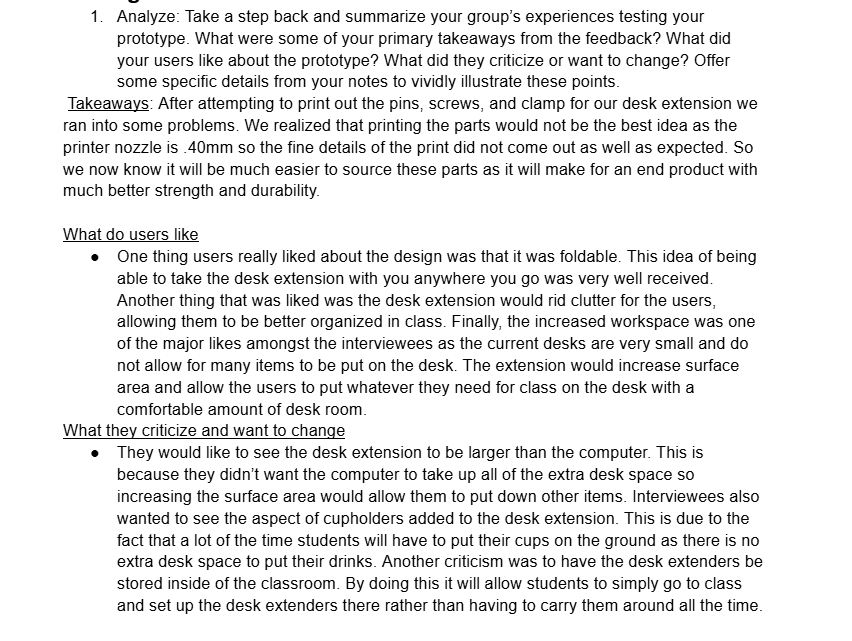 1. Analyze: Take a step back and summarize your group's experiences testing your
prototype. What were some of your primary takeaways from the feedback? What did
your users like about the prototype? What did they criticize or want to change? Offer
some specific details from your notes to vividly illustrate these points.
Takeaways: After attempting to print out the pins, screws, and clamp for our desk extension we
ran into some problems. We realized that printing the parts would not be the best idea as the
printer nozzle is .40mm so the fine details of the print did not come out as well as expected. So
we now know it will be much easier to source these parts as it will make for an end product with
much better strength and durability.
What do users like
● One thing users really liked about the design was that it was foldable. This idea of being
able to take the desk extension with you anywhere you go was very well received.
Another thing that was liked was the desk extension would rid clutter for the users,
allowing them to be better organized in class. Finally, the increased workspace was one
of the major likes amongst the interviewees as the current desks are very small and do
not allow for many items to be put on the desk. The extension would increase surface
area and allow the users to put whatever they need for class on the desk with a
comfortable amount of desk room.
What they criticize and want to change
● They would like to see the desk extension to be larger than the computer. This is
because they didn't want the computer to take up all of the extra desk space so
increasing the surface area would allow them to put down other items. Interviewees also
wanted to see the aspect of cupholders added to the desk extension. This is due to the
fact that a lot of the time students will have to put their cups on the ground as there is no
extra desk space to put their drinks. Another criticism was to have the desk extenders be
stored inside of the classroom. By doing this it will allow students to simply go to class
and set up the desk extenders there rather than having to carry them around all the time.